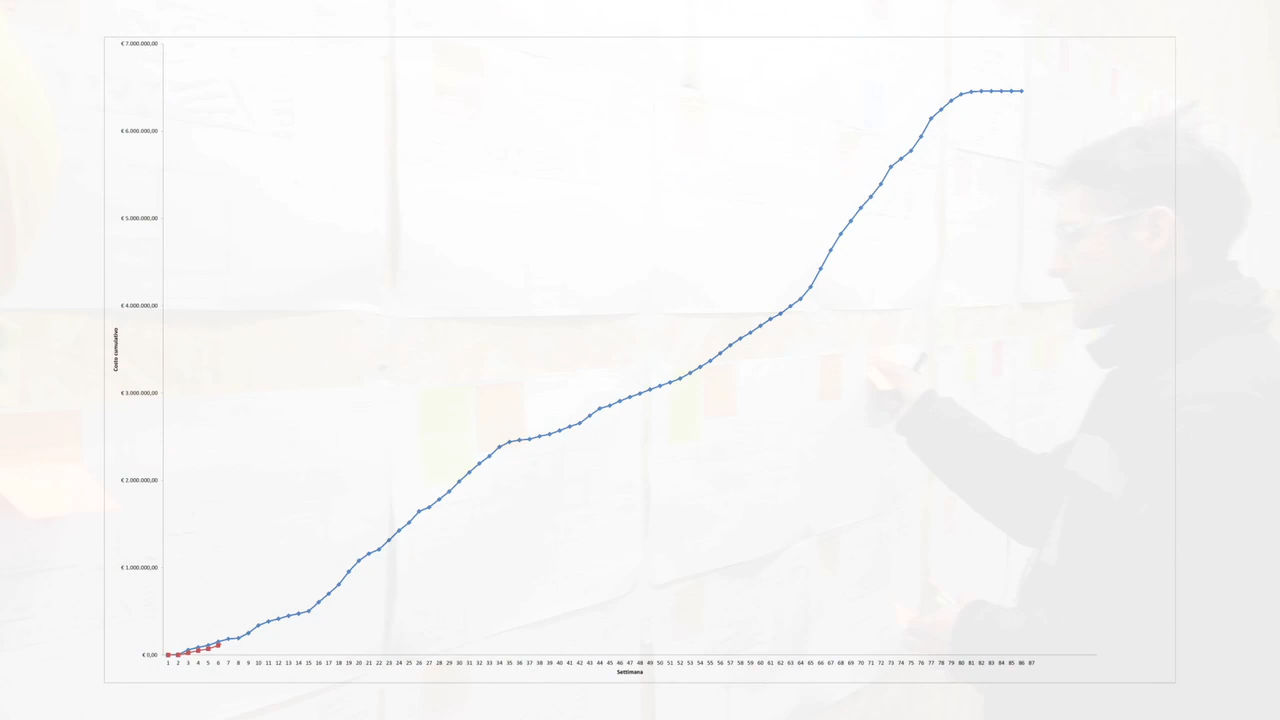 € 7.000.000,00
€ 6.000.000,00
€ 5.000.000,00
€ 4.000.000,00
€ 3.000.000,00
€ 2.000.000,00
€ 1.000.000,00
€ 0,00
Costo cumulativo
1 2 3 4 5 6 7 8 9 10 11 12 13 14 15 16 17 18 19 20 21 22 23 24 25 26 27 28 29 30 31 32 33 34 35 36 37 38 39 40 41 42 43 44 45 46 47 48 49 50 51 52 53 54 55 56 57 58 59 60 61 62 63 64 65 66 67 68 69 70 71 72 73 74 75 76 77 78 79 80 81 82 83 84 85 86 87
Settimana